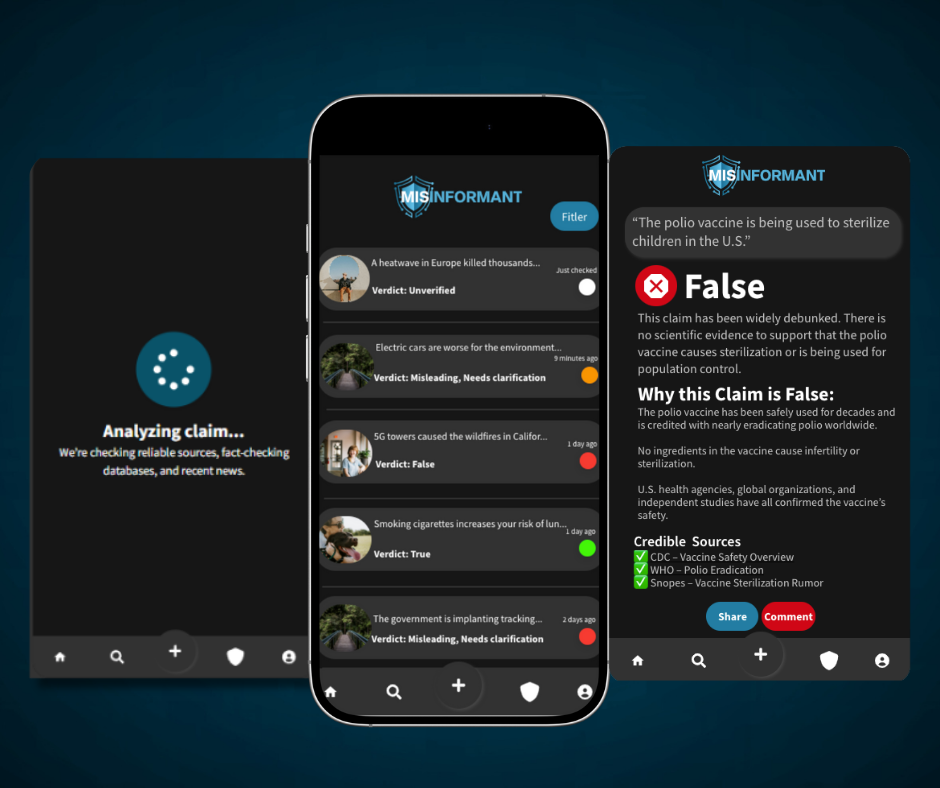 Analyzing claim...
We're checking reliable sources, fact-checking
databases, and recent news.
MISINFORMANT
Fitler
A heatwave in Europe killed thousands...
Just checked
Verdict: Unverified
Electric cars are worse for the environment...
9 minutes ago
Verdict: Misleading, Needs clarification
5G towers caused the wildfires in Califor...
1 day ago
Verdict: False
Smoking cigarettes increases your risk of lun...
1 day ago
Verdict: True
The government is implanting tracking...
2 days ago
Verdict: Misleading, Needs clarification
MISINFORMANT
“The polio vaccine is being used to sterilize
children in the U.S.”
False
This claim has been widely debunked. There is
no scientific evidence to support that the polio
vaccine causes sterilization or is being used for
population control.
Why this Claim is False:
The polio vaccine has been safely used for decades and
is credited with nearly eradicating polio worldwide.
No ingredients in the vaccine cause infertility or
sterilization.
U.S. health agencies, global organizations, and
independent studies have all confirmed the vaccine's
safety.
Credible Sources
CDC – Vaccine Safety Overview
WHO – Polio Eradication
Snopes – Vaccine Sterilization Rumor
Share
Comment